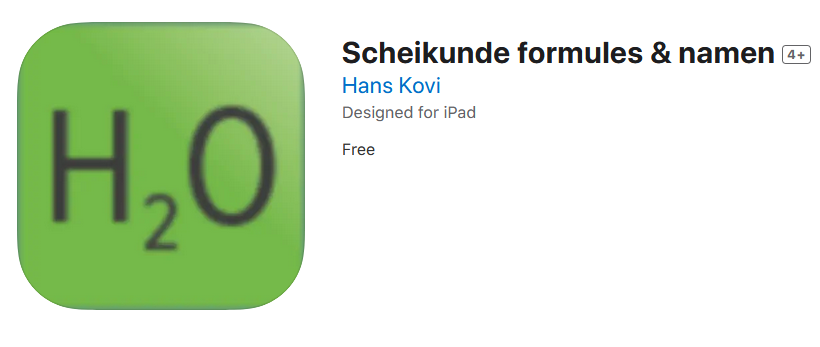 H₂O
Scheikunde formules & namen 4+
Hans Kovi
Designed for iPad
Free